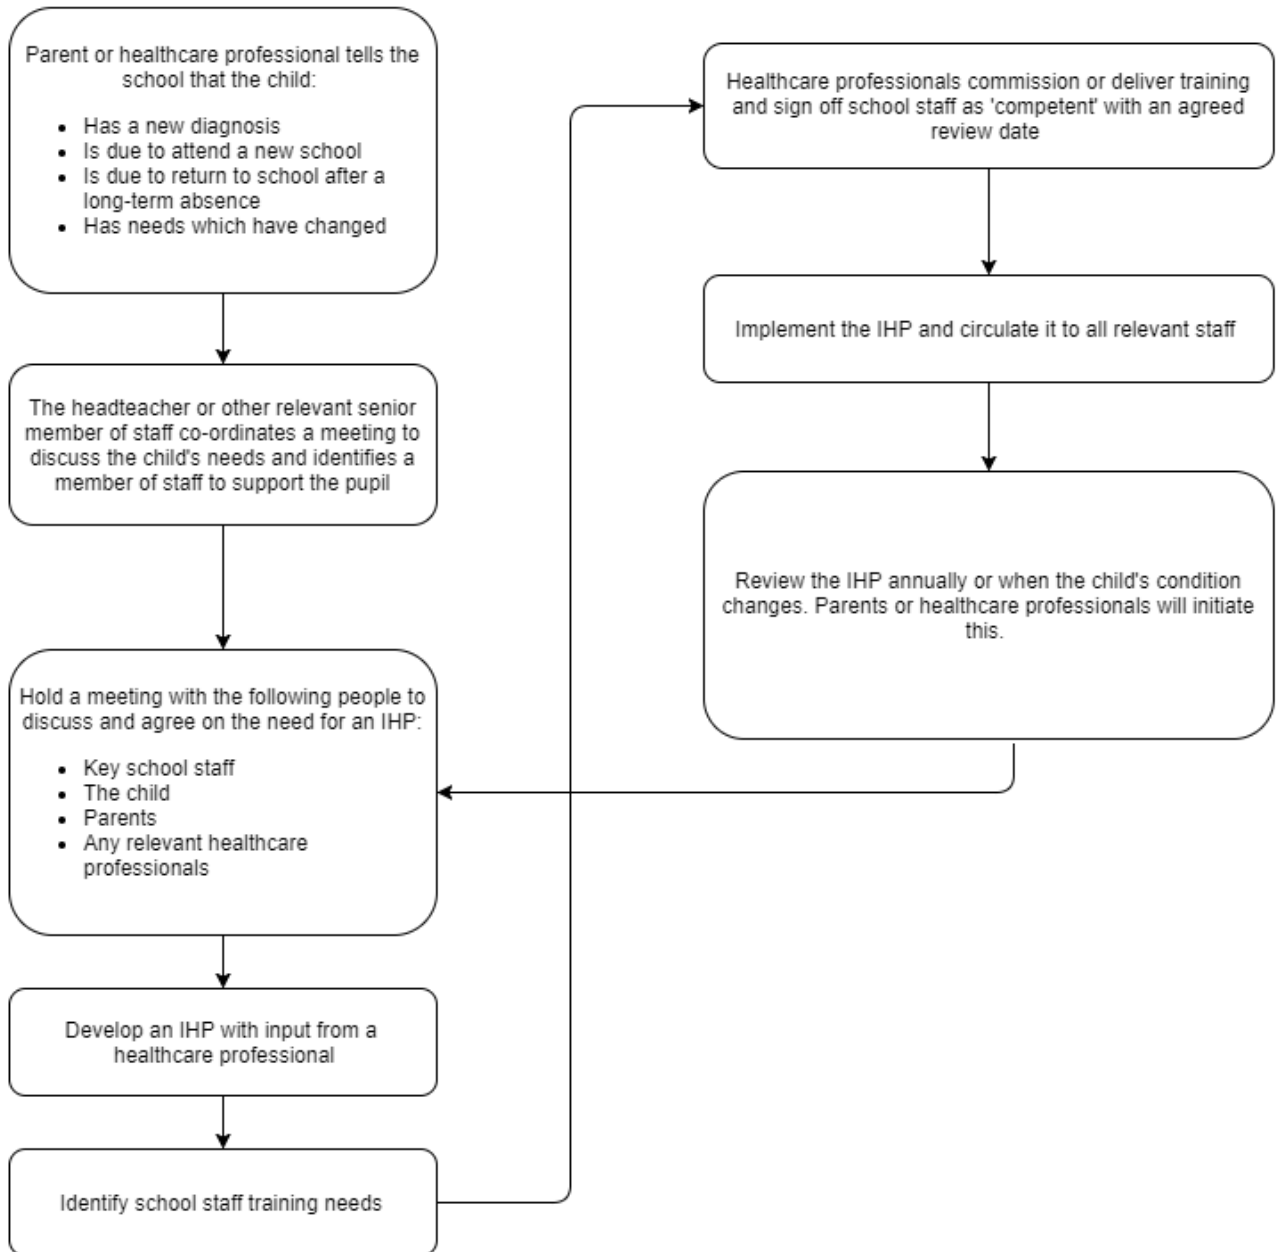 Parent or healthcare professional tells the
school that the child:
• Has a new diagnosis
• Is due to attend a new school
• Is due to return to school after a
long-term absence
• Has needs which have changed
The headteacher or other relevant senior
member of staff co-ordinates a meeting to
discuss the child's needs and identifies a
member of staff to support the pupil
Hold a meeting with the following people to
discuss and agree on the need for an IHP:
• Key school staff
• The child
• Parents
• Any relevant healthcare
professionals
Develop an IHP with input from a
healthcare professional
Identify school staff training needs
Healthcare professionals commission or deliver training
and sign off school staff as 'competent' with an agreed
review date
Implement the IHP and circulate it to all relevant staff
Review the IHP annually or when the child's condition
changes. Parents or healthcare professionals will initiate
this.